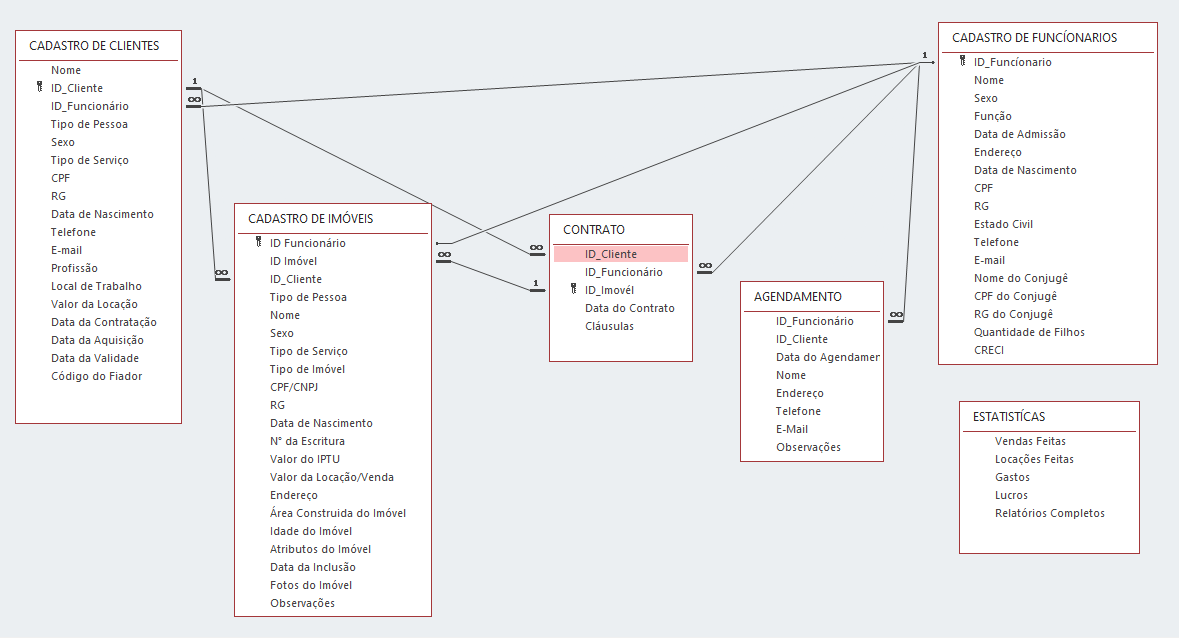 CADASTRO DE CLIENTES
Nome
ID_Cliente
ID_Funcionário
Tipo de Pessoa
Sexo
Tipo de Serviço
CPF
RG
Data de Nascimento
Telefone
E-mail
Profissão
Local de Trabalho
Valor da Locação
Data da Contratação
Data da Aquisição
Data da Validade
Código do Fiador
1
∞
∞
CADASTRO DE IMÓVEIS
ID Funcionário
ID Imóvel
ID_Cliente
Tipo de Pessoa
Nome
Sexo
Tipo de Serviço
Tipo de Imóvel
CPF/CNPJ
RG
Data de Nascimento
N° da Escritura
Valor do IPTU
Valor da Locação/Venda
Endereço
Área Construida do Imóvel
Idade do Imóvel
Atributos do Imóvel
Data da Inclusão
Fotos do Imóvel
Observações
∞
∞
1
CONTRATO
ID_Cliente
ID_Funcionário
ID_Imovél
Data do Contrato
Cláusulas
∞
AGENDAMENTO
ID_Funcionário
ID_Cliente
Data do Agendamer
Nome
Endereço
Telefone
E-Mail
Observações
∞
1
CADASTRO DE FUNCÍONARIOS
ID_Funcíonario
Nome
Sexo
Função
Data de Admissão
Endereço
Data de Nascimento
CPF
RG
Estado Civil
Telefone
E-mail
Nome do Conjugê
CPF do Conjugê
RG do Conjugê
Quantidade de Filhos
CRECI
ESTATISTÍCAS
Vendas Feitas
Locações Feitas
Gastos
Lucros
Relatórios Completos